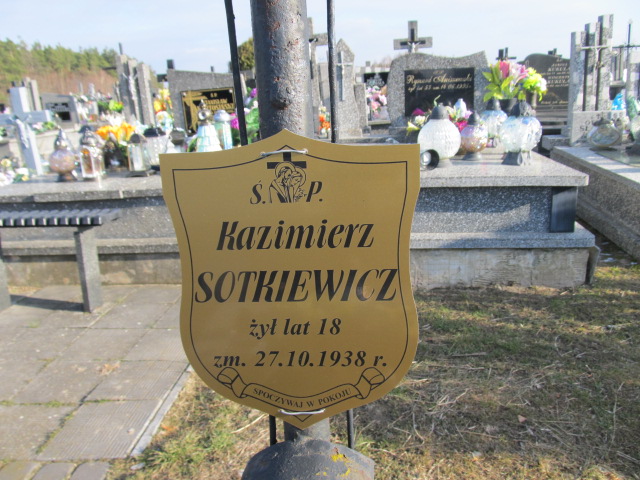 Ś. P.
Kazimierz
SOTKIEWICZ
żył lat 18
zm. 27.10.1938 r.
SPOCZYWAJ W POKOJU